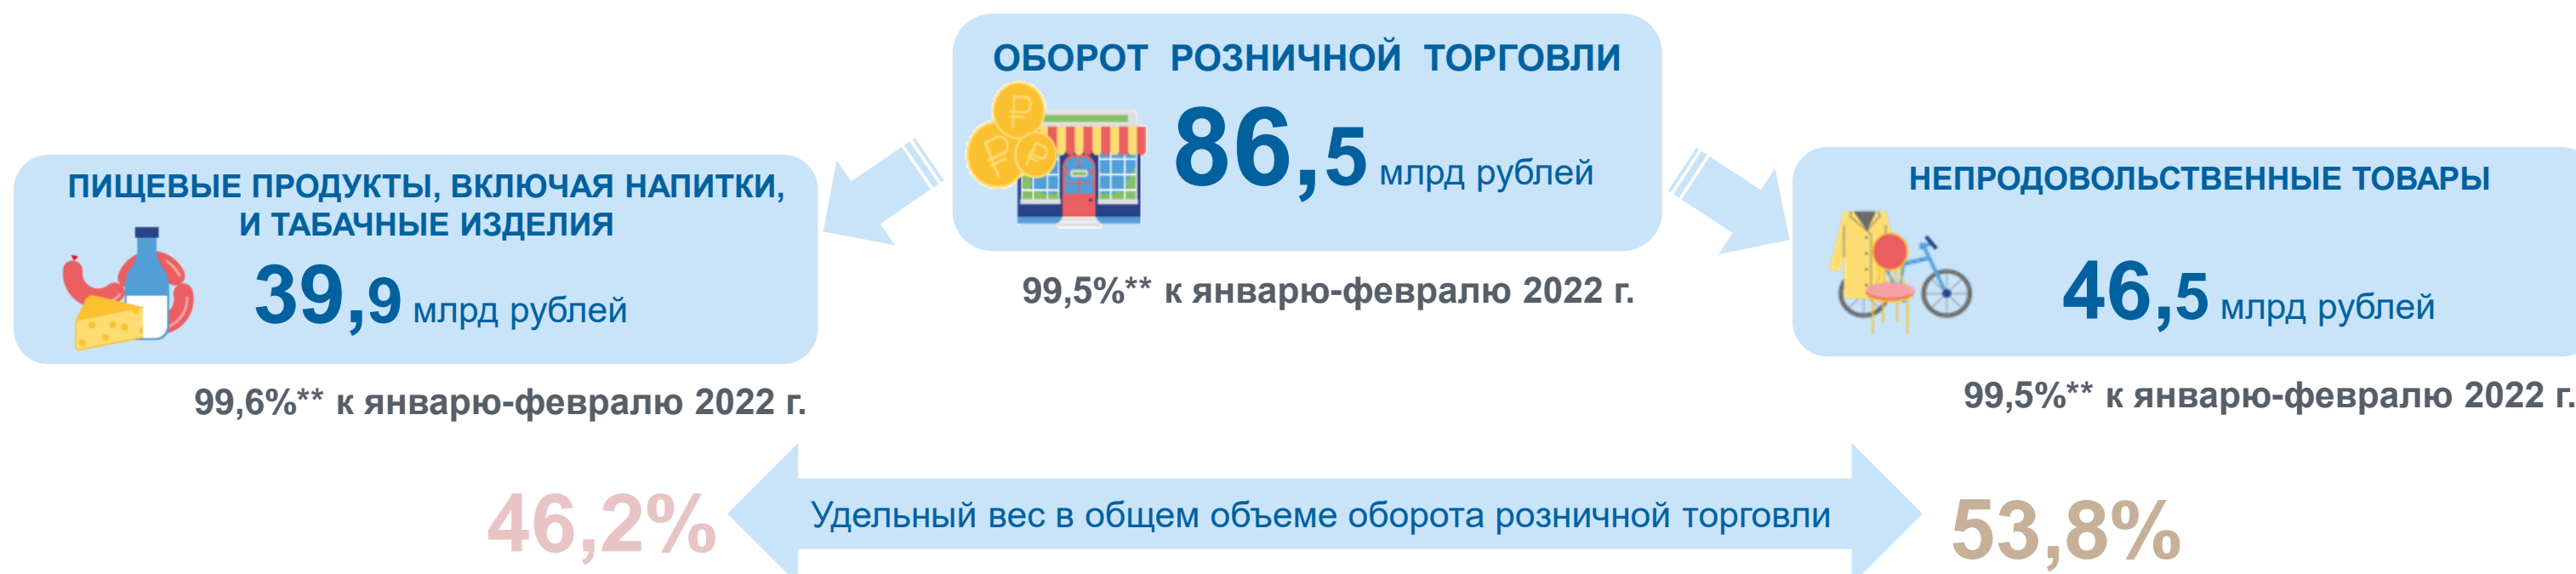 ОБОРОТ РОЗНИЧНОЙ ТОРГОВЛИ
86,5 млрд рублей
99,5%** к январю-февралю 2022 г.
ПИЩЕВЫЕ ПРОДУКТЫ, ВКЛЮЧАЯ НАПИТКИ,
И ТАБАЧНЫЕ ИЗДЕЛИЯ
39,9 млрд рублей
99,6%** к январю-февралю 2022 г.
НЕПРОДОВОЛЬСТВЕННЫЕ ТОВАРЫ
46,5 млрд рублей
99,5%** к январю-февралю 2022 г.
46,2%
Удельный вес в общем объеме оборота розничной торговли
53,8%